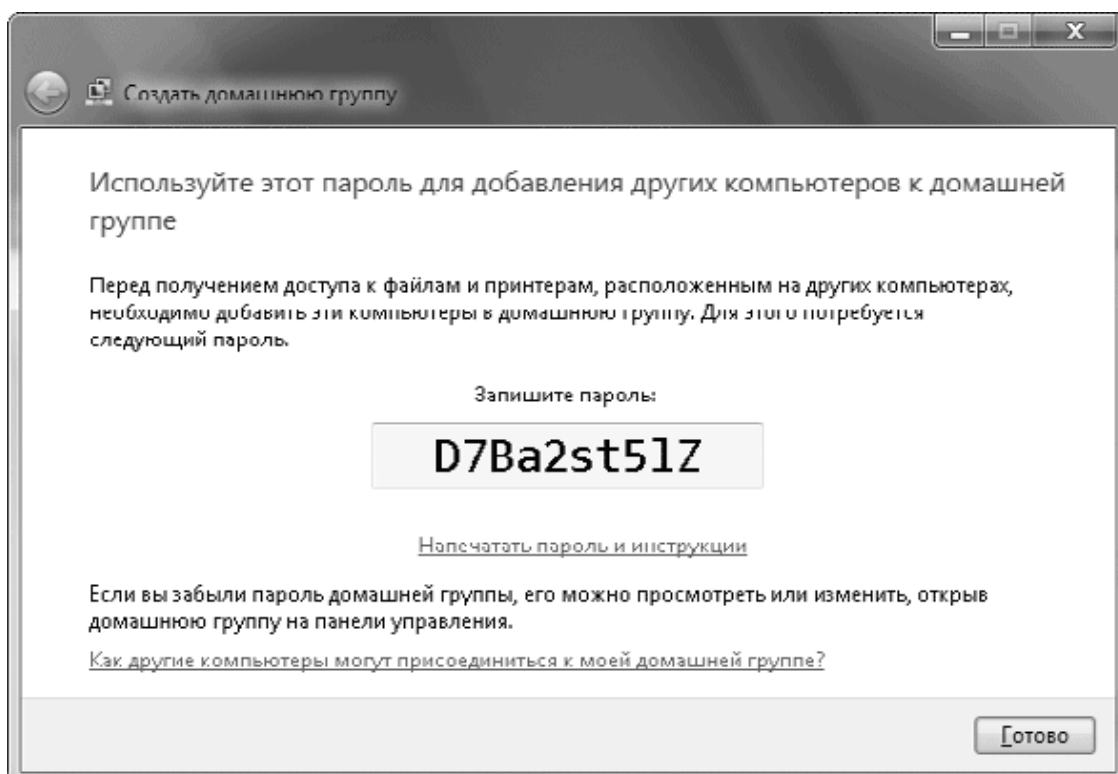 Создать домашнюю группу
Используйте этот пароль для добавления других компьютеров к домашней
группе
Перед получением доступа к файлам и принтерам, расположенным на других компьютерах,
необходимо добавить эти компьютеры в домашнюю группу. Для этого потребуется
следующий пароль.
Запишите пароль:
D7Ba2st5lZ
Напечатать пароль и инструкции
Если вы забыли пароль домашней группы, его можно просмотреть или изменить, открыв
домашнюю группу на панели управления.
Как другие компьютеры могут присоединиться к моей домашней группе?
Готово